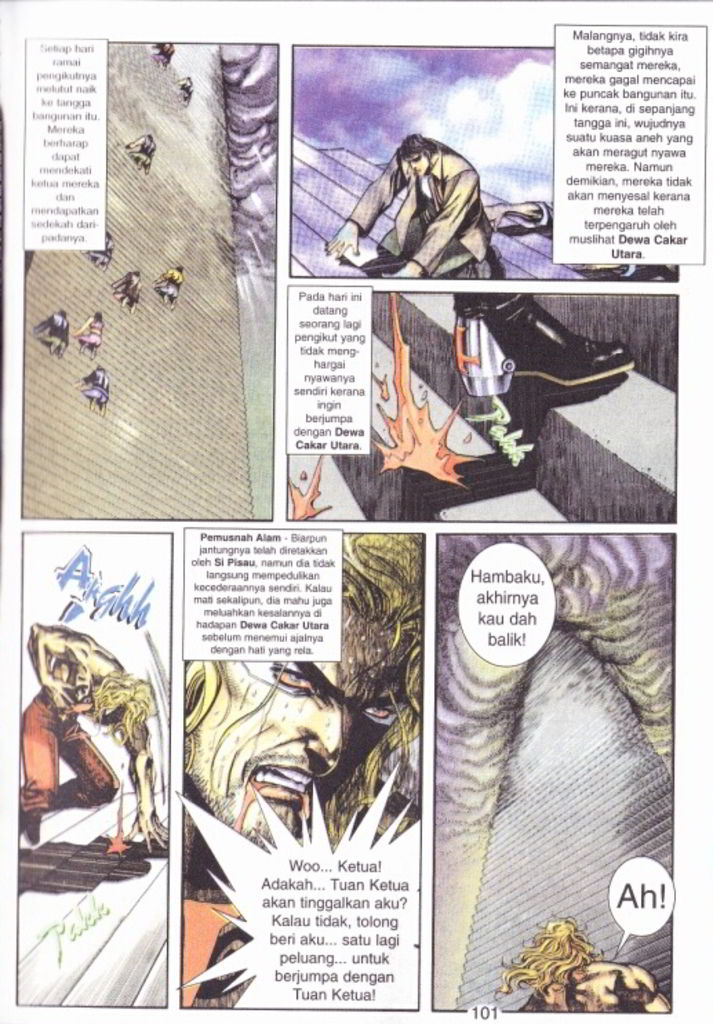 Setiap hari
ramai
pengikutnya
melutut naik
ke tangga
bangunan itu.
Mereka
berharap
dapat
mendekati
ketua mereka
dan
mendapatkan
sedekah dari-
padanya.
Malangnya, tidak kira
betapa gigihnya
semangat mereka,
mereka gagal mencapai
ke puncak bangunan itu.
Ini kerana, di sepanjang
tangga ini, wujudnya
suatu kuasa aneh yang
akan meragut nyawa
mereka. Namun
demikian, mereka tidak
akan menyesal kerana
mereka telah
terpengaruh oleh
muslihat Dewa Cakar
Utara.
Pada hari ini
datang
seorang lagi
pengikut yang
tidak meng-
hargai
nyawanya
sendiri kerana
ingin
berjumpa
dengan Dewa
Cakar Utara.
Pakk
Arghh
Pakk
Pemusnah Alam - Biarpun
jantungnya telah diretakkan
oleh Si Pisau, namun dia tidak
langsung mempedulikan
kecederaannya sendiri. Kalau
mati sekalipun, dia mahu juga
meluahkan kesalannya di
hadapan Dewa Cakar Utara
sebelum menemui ajalnya
dengan hati yang rela.
Woo... Ketua!
Adakah... Tuan Ketua
akan tinggalkan aku?
Kalau tidak, tolong
beri aku... satu lagi
peluang... untuk
berjumpa dengan
Tuan Ketua!
Hambaku,
akhirnya
kau dah
balik!
Ah!
101